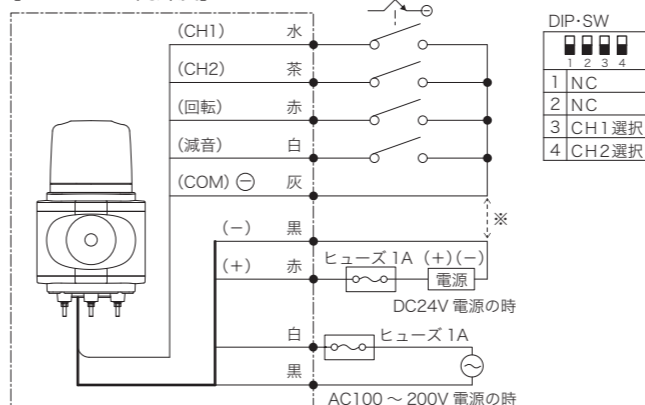 (CH1) 水
(CH2) 茶
(回転) 赤
(減音) 白
(COM) ⊖ 灰
※
(−) 黒
(+) 赤 ヒューズ 1A (+)(−)
電源
DC24V 電源の時
白 ヒューズ 1A
黒
AC100 ～ 200V 電源の時
DIP・SW
1 2 3 4
1 NC
2 NC
3 CH1選択
4 CH2選択